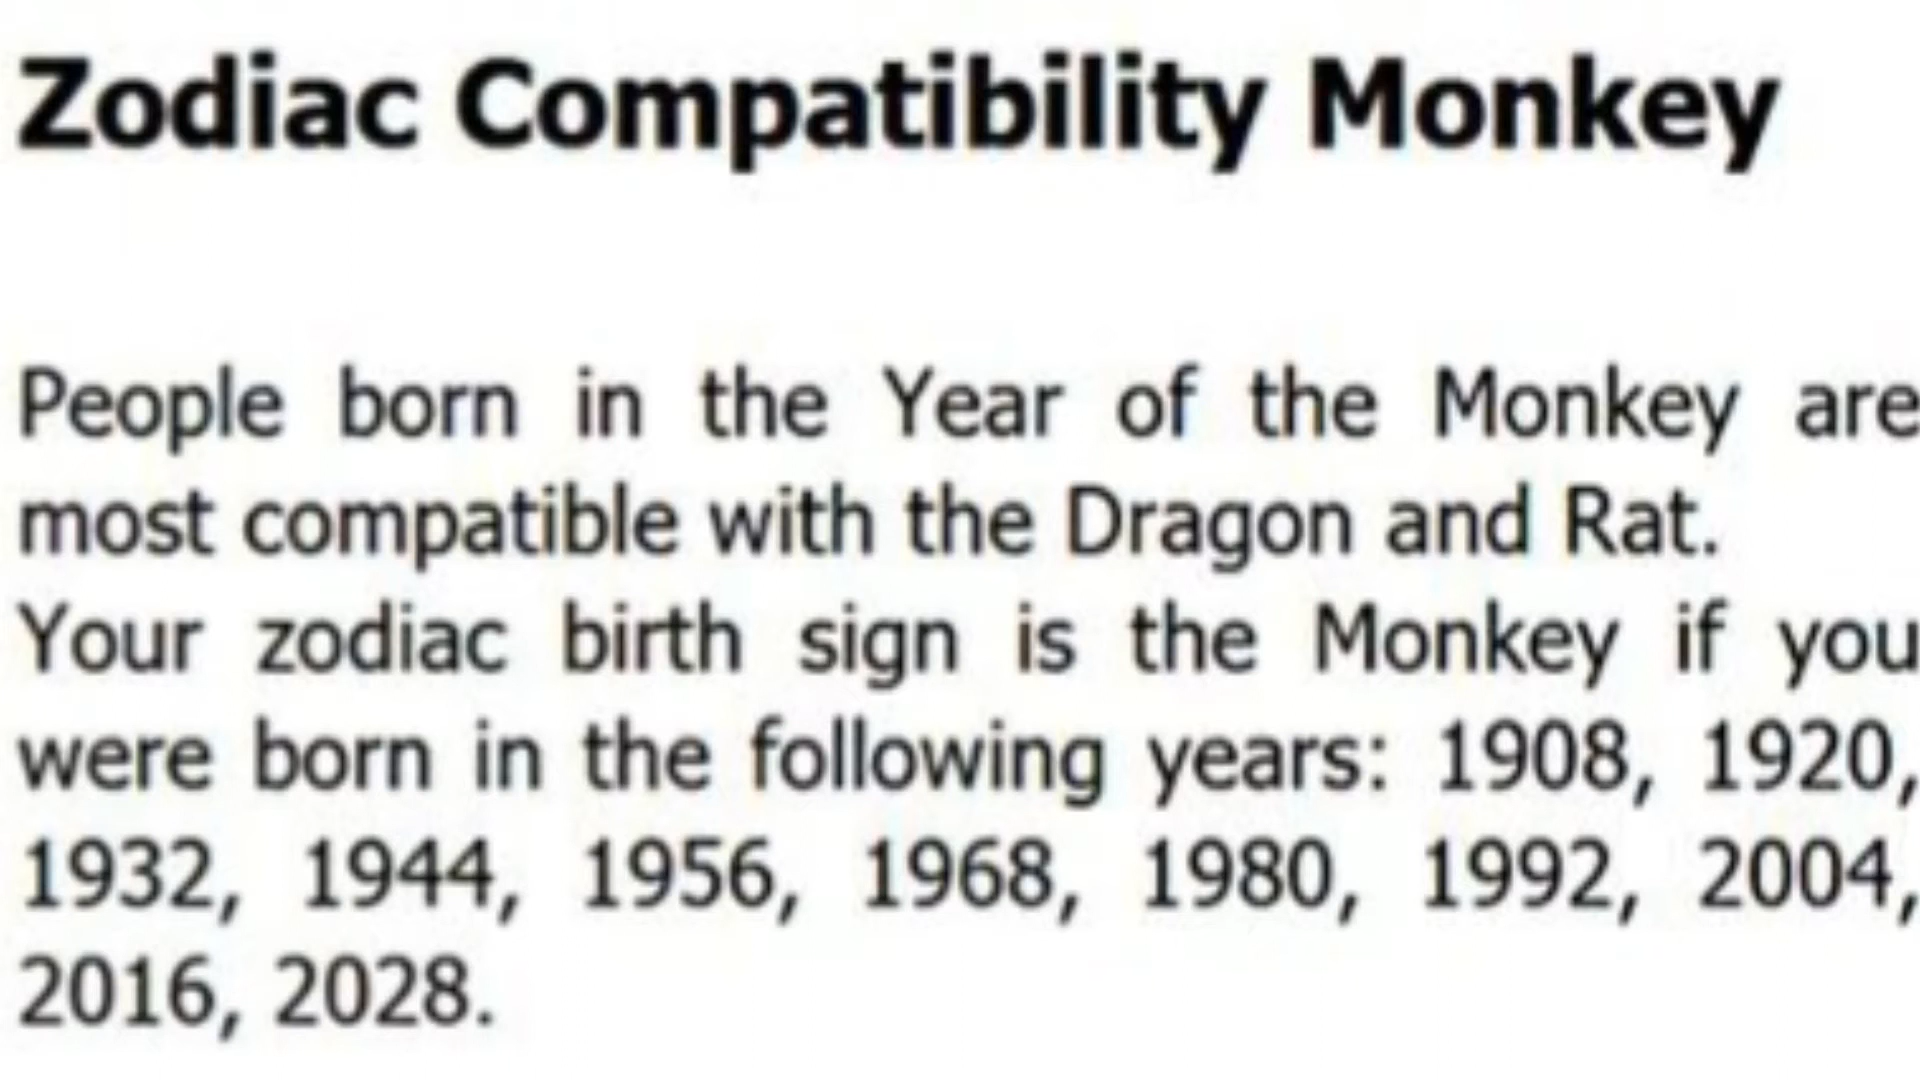 Zodiac Compatibility Monkey
People born in the Year of the Monkey are
most compatible with the Dragon and Rat.
Your zodiac birth sign is the Monkey if you
were born in the following years: 1908, 1920,
1932, 1944, 1956, 1968, 1980, 1992, 2004,
2016, 2028.